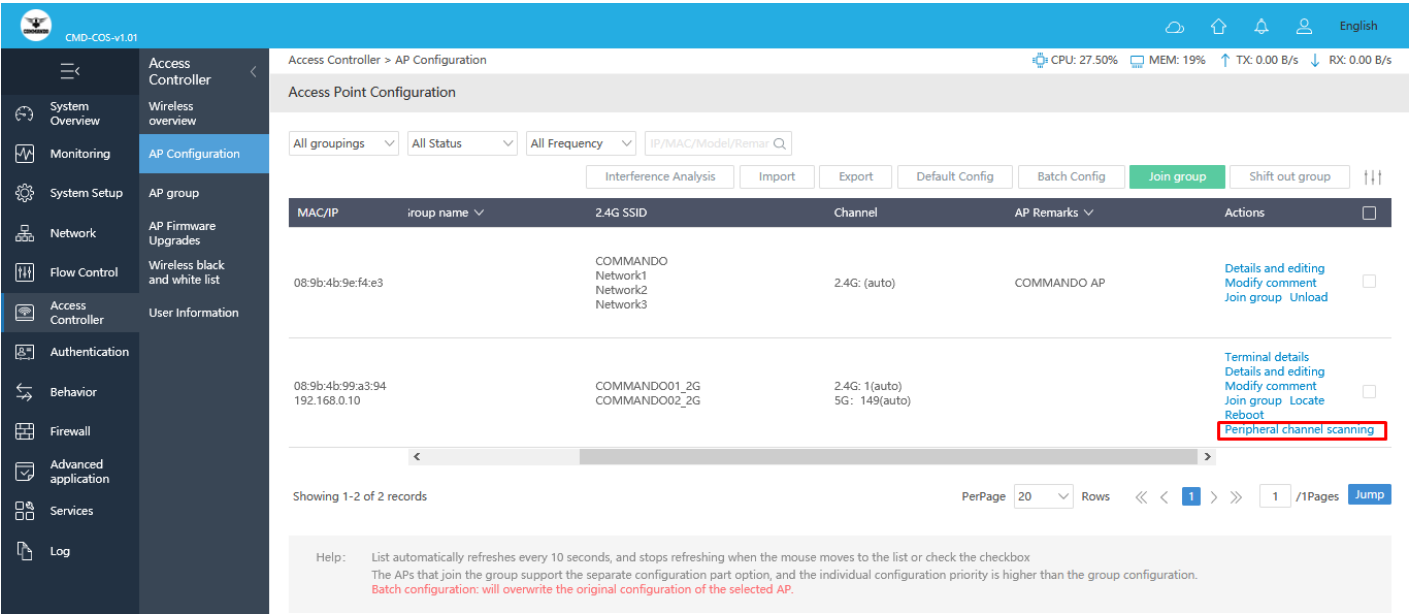 COMMANDO
CMD-COS-v1.01
English
Access Controller
Access Controller > AP Configuration
CPU: 27.50%
MEM: 19%
TX: 0.00 B/s
RX: 0.00 B/s
System Overview
Monitoring
System Setup
Network
Flow Control
Access Controller
Authentication
Behavior
Firewall
Advanced application
Services
Log
Wireless overview
AP Configuration
AP group
AP Firmware Upgrades
Wireless black and white list
User Information
Access Point Configuration
All groupings
All Status
All Frequency
IP/MAC/Model/Remar
Interference Analysis
Import
Export
Default Config
Batch Config
Join group
Shift out group
MAC/IP
iroup name
2.4G SSID
Channel
AP Remarks
Actions
08:9b:4b:9e:f4:e3
COMMANDO
Network1
Network2
Network3
2.4G: (auto)
COMMANDO AP
Details and editing
Modify comment
Join group Unload
08:9b:4b:99:a3:94
192.168.0.10
COMMANDO01_2G
COMMANDO02_2G
2.4G: 1(auto)
5G: 149(auto)
Terminal details
Details and editing
Modify comment
Join group Locate
Reboot
Peripheral channel scanning
Showing 1-2 of 2 records
PerPage 20 Rows
1
1 /1Pages Jump
Help: List automatically refreshes every 10 seconds, and stops refreshing when the mouse moves to the list or check the checkbox
The APs that join the group support the separate configuration part option, and the individual configuration priority is higher than the group configuration.
Batch configuration: will overwrite the original configuration of the selected AP.